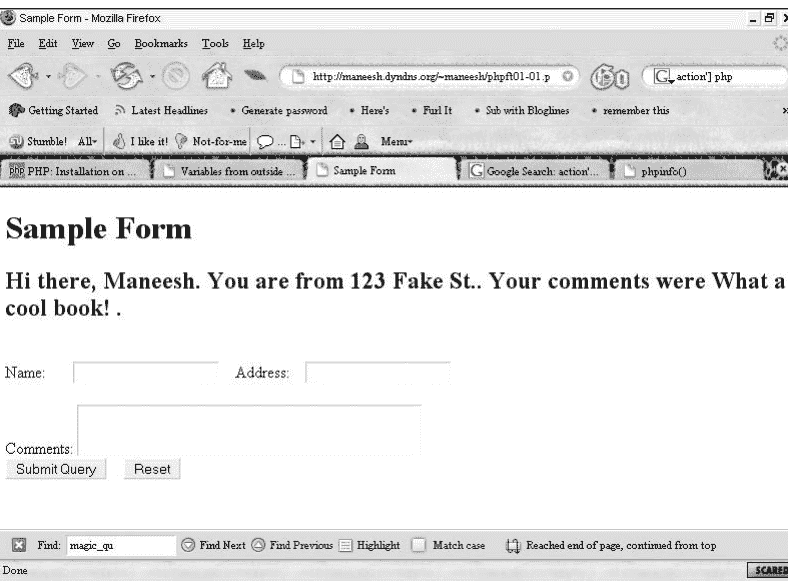 Sample Form - Mozilla Firefox
File Edit View Go Bookmarks Tools Help
http://maneesh.dyndns.org/~maneesh/phpft01-01.p
action'] php
Getting Started Latest Headlines Generate password Here's Furl It Sub with Bloglines remember this
Stumble! All I like it! Not-for-me ... Menu
PHP: Installation on ... Variables from outside ... Sample Form Google Search: action'... phpinfo()
Sample Form
Hi there, Maneesh. You are from 123 Fake St.. Your comments were What a
cool book! .
Name: Address:
Comments:
Submit Query Reset
Find: magic_qu Find Next Find Previous Highlight Match case Reached end of page, continued from top
Done SCARED